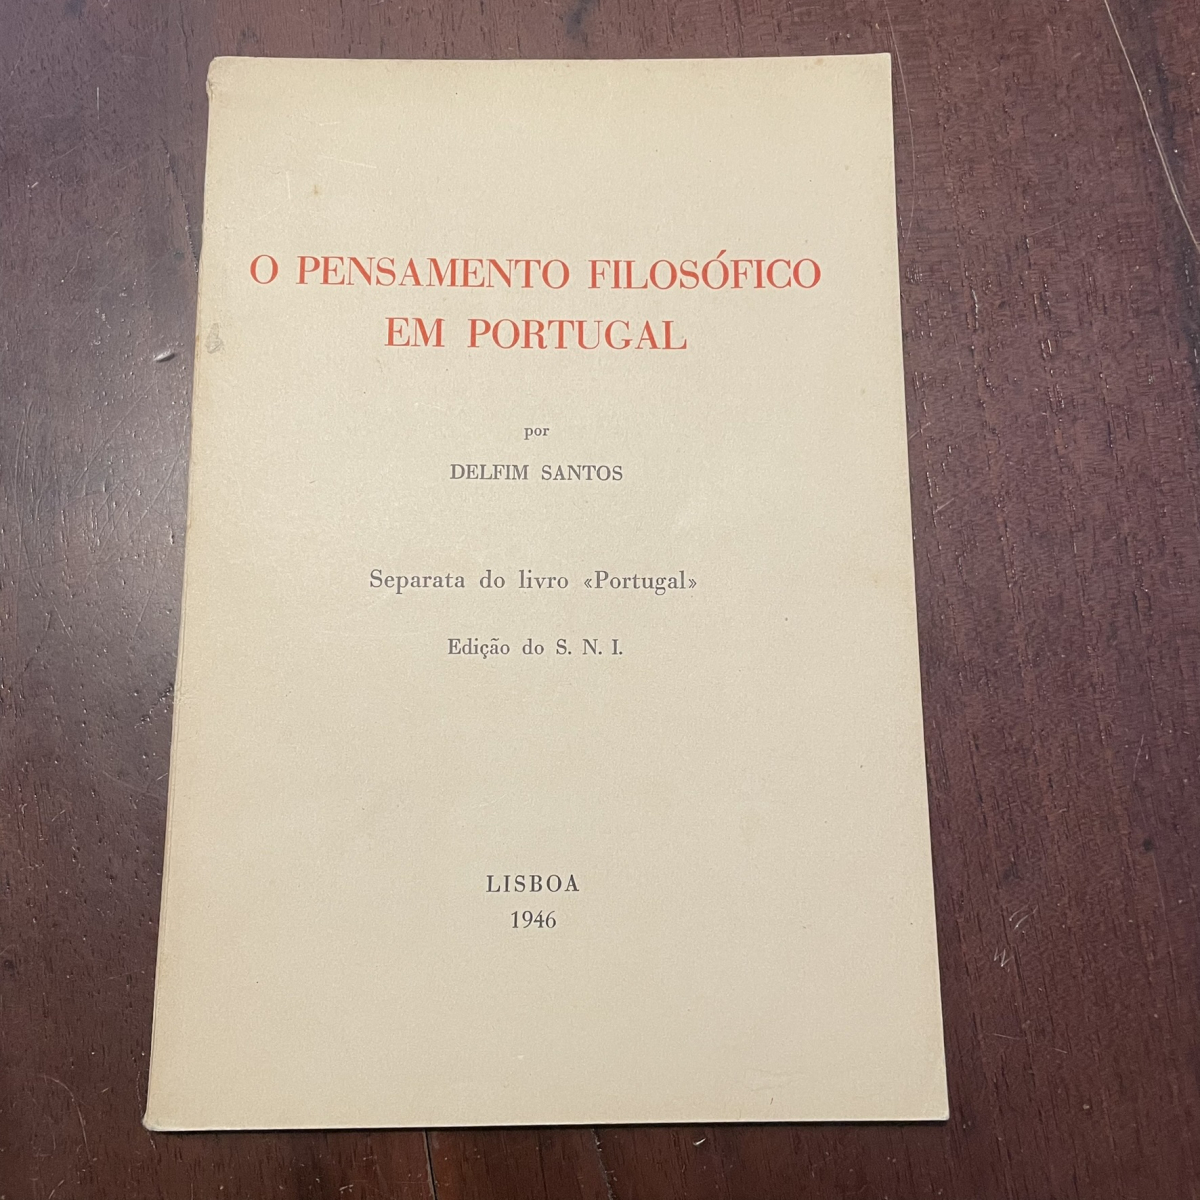 O PENSAMENTO FILOSÓFICO
EM PORTUGAL
por
DELFIM SANTOS
Separata do livro «Portugal»
Edição do S. N. I.
LISBOA
1946